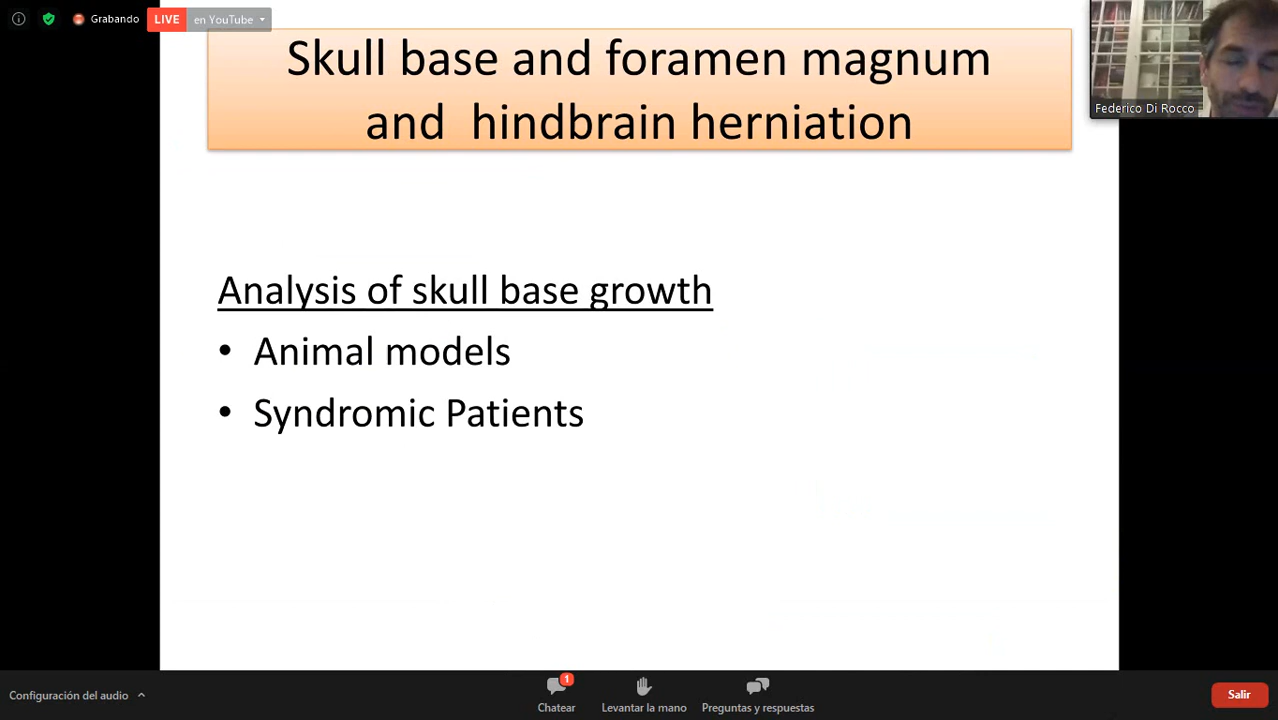 Grabando LIVE en YouTube
Skull base and foramen magnum
and hindbrain herniation
Federico Di Rocco
Analysis of skull base growth
• Animal models
• Syndromic Patients
Configuración del audio
1
Chatear
Levantar la mano
Preguntas y respuestas
Salir